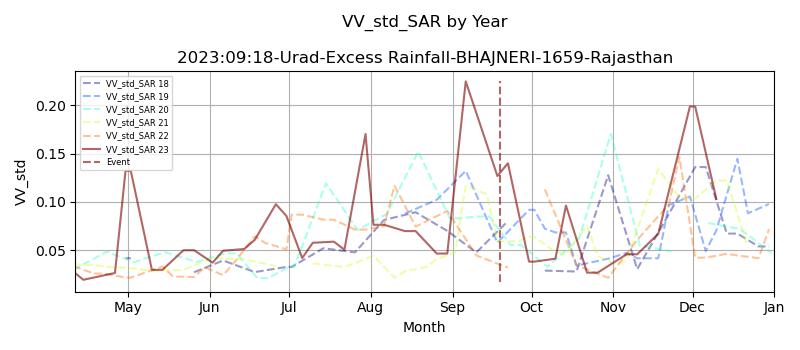 VV_std_SAR by Year
2023:09:18-Urad-Excess Rainfall-BHAJNERI-1659-Rajasthan
VV_std
0.20
0.15
0.10
0.05
VV_std_SAR 18
VV_std_SAR 19
VV_std_SAR 20
VV_std_SAR 21
VV_std_SAR 22
VV_std_SAR 23
Event
May Jun Jul Aug Sep Oct Nov Dec Jan
Month